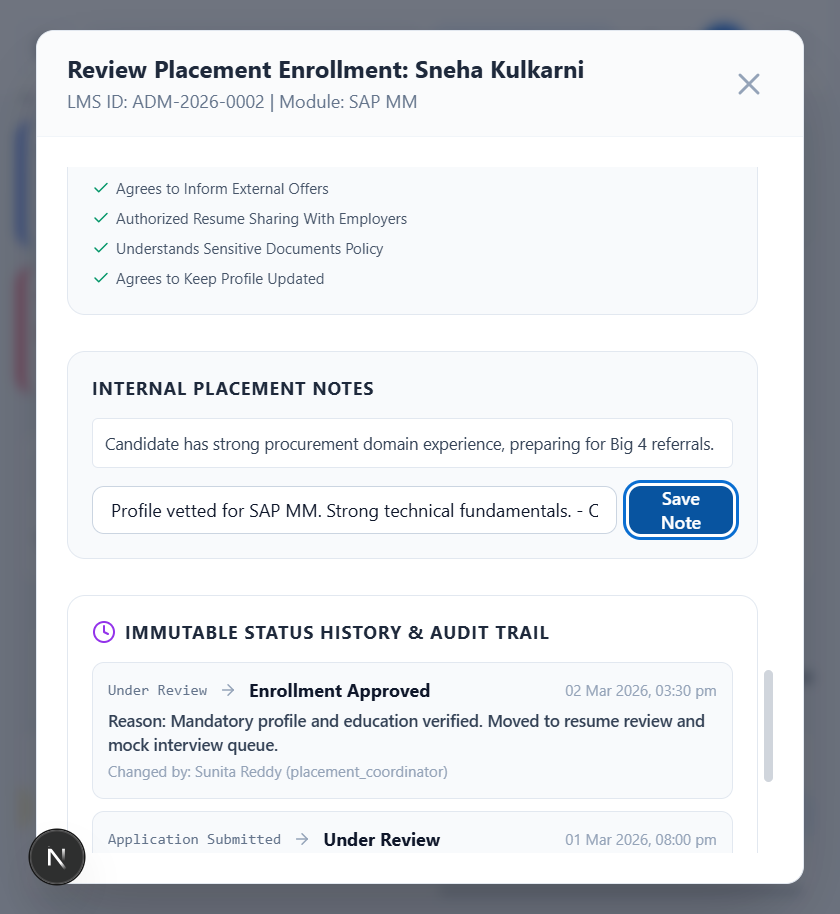 Review Placement Enrollment: Sneha Kulkarni
LMS ID: ADM-2026-0002 | Module: SAP MM
Agrees to Inform External Offers
Authorized Resume Sharing With Employers
Understands Sensitive Documents Policy
Agrees to Keep Profile Updated
INTERNAL PLACEMENT NOTES
Candidate has strong procurement domain experience, preparing for Big 4 referrals.
Profile vetted for SAP MM. Strong technical fundamentals. - C
Save
Note
IMMUTABLE STATUS HISTORY & AUDIT TRAIL
Under Review → Enrollment Approved 02 Mar 2026, 03:30 pm
Reason: Mandatory profile and education verified. Moved to resume review and
mock interview queue.
Changed by: Sunita Reddy (placement_coordinator)
Application Submitted → Under Review 01 Mar 2026, 08:00 pm
N